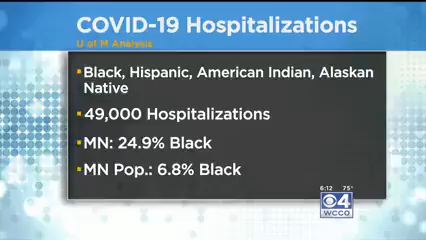 COVID-19 Hospitalizations
U of M Analysis
Black, Hispanic, American Indian, Alaskan
Native
49,000 Hospitalizations
MN: 24.9% Black
MN Pop.: 6.8% Black
6:12 75°
4
WCCO